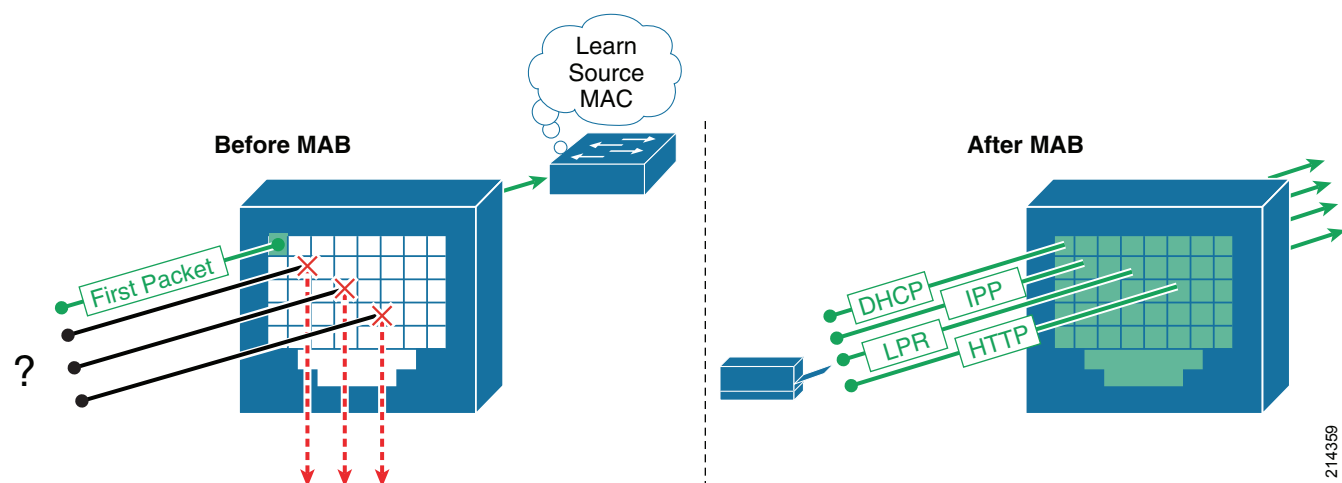 Learn
Source
MAC
Before MAB
First Packet
?
After MAB
DHCP
IPP
LPR
HTTP
214359